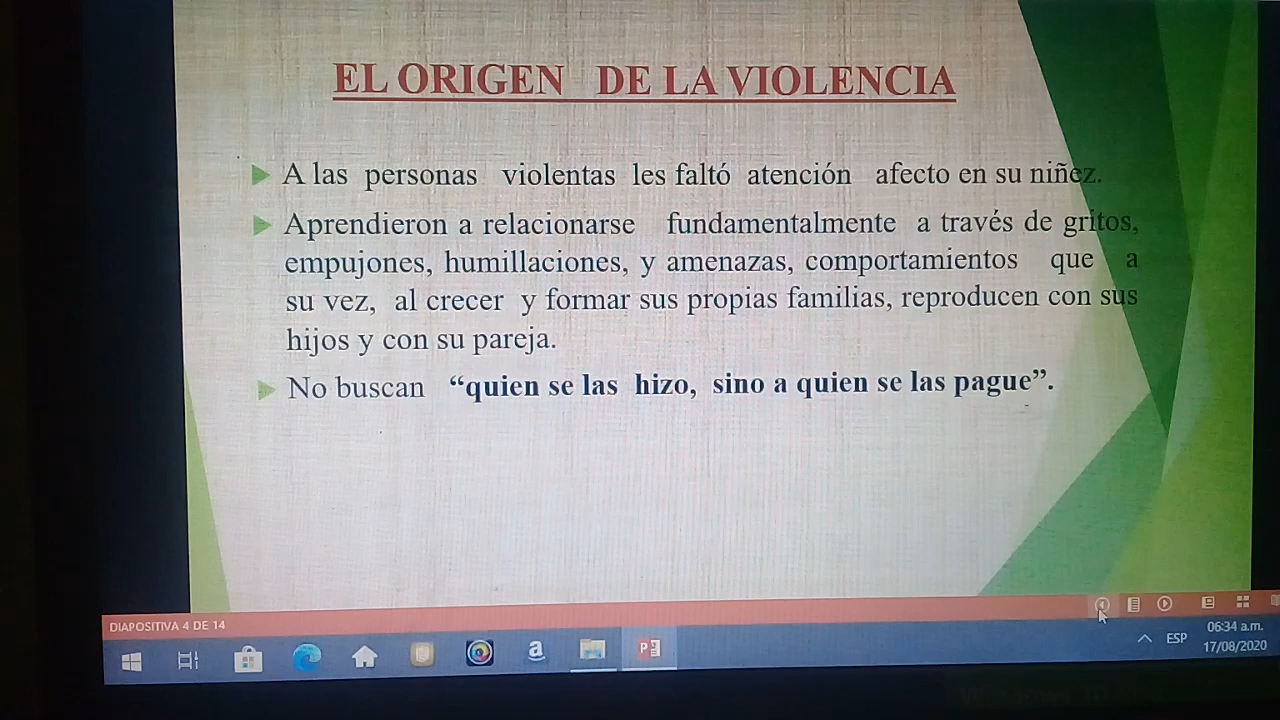 EL ORIGEN DE LA VIOLENCIA
A las personas violentas les faltó atención afecto en su niñez.
Aprendieron a relacionarse fundamentalmente a través de gritos,
empujones, humillaciones, y amenazas, comportamientos que a
su vez, al crecer y formar sus propias familias, reproducen con sus
hijos y con su pareja.
No buscan “quien se las hizo, sino a quien se las pague”.
DIAPOSITIVA 4 DE 14
ESP
06:34 a.m.
17/08/2020